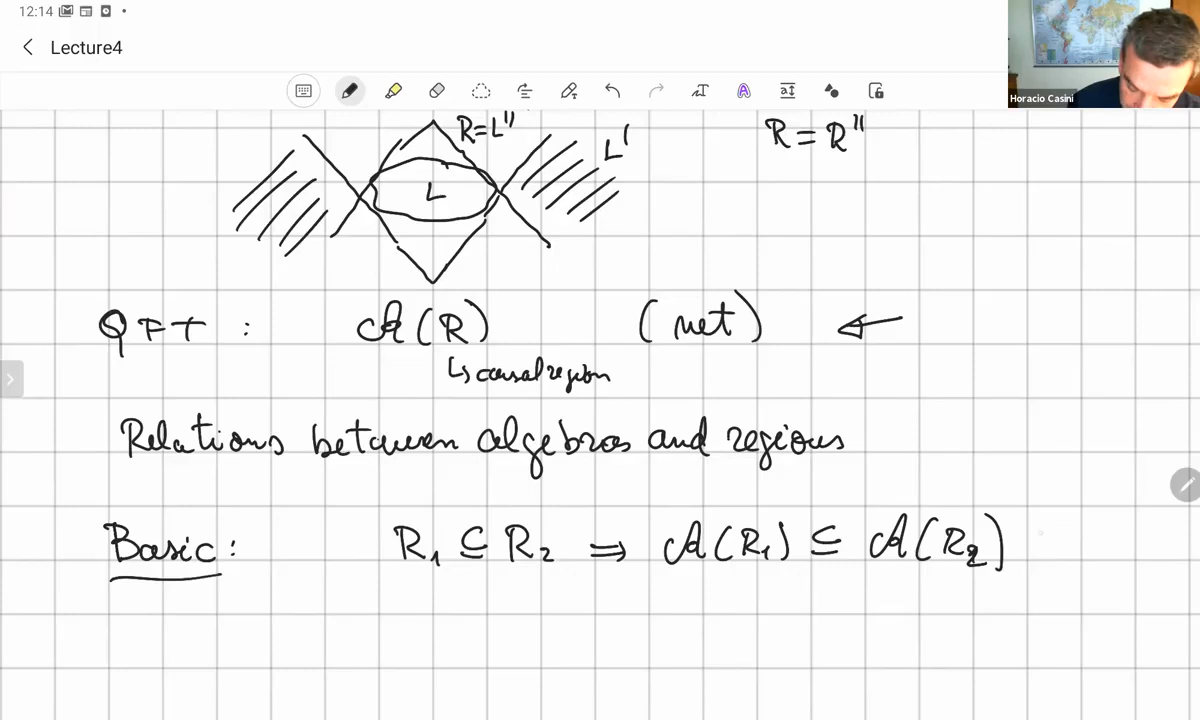 12:14
Lecture4
Horacio Casini
R=L'' L' R = R''
L
QFT : A(R) (net) ←
↳ causal region
Relations between algebras and regions
Basic: R₁ ⊆ R₂ ⇒ A(R₁) ⊆ A(R₂)